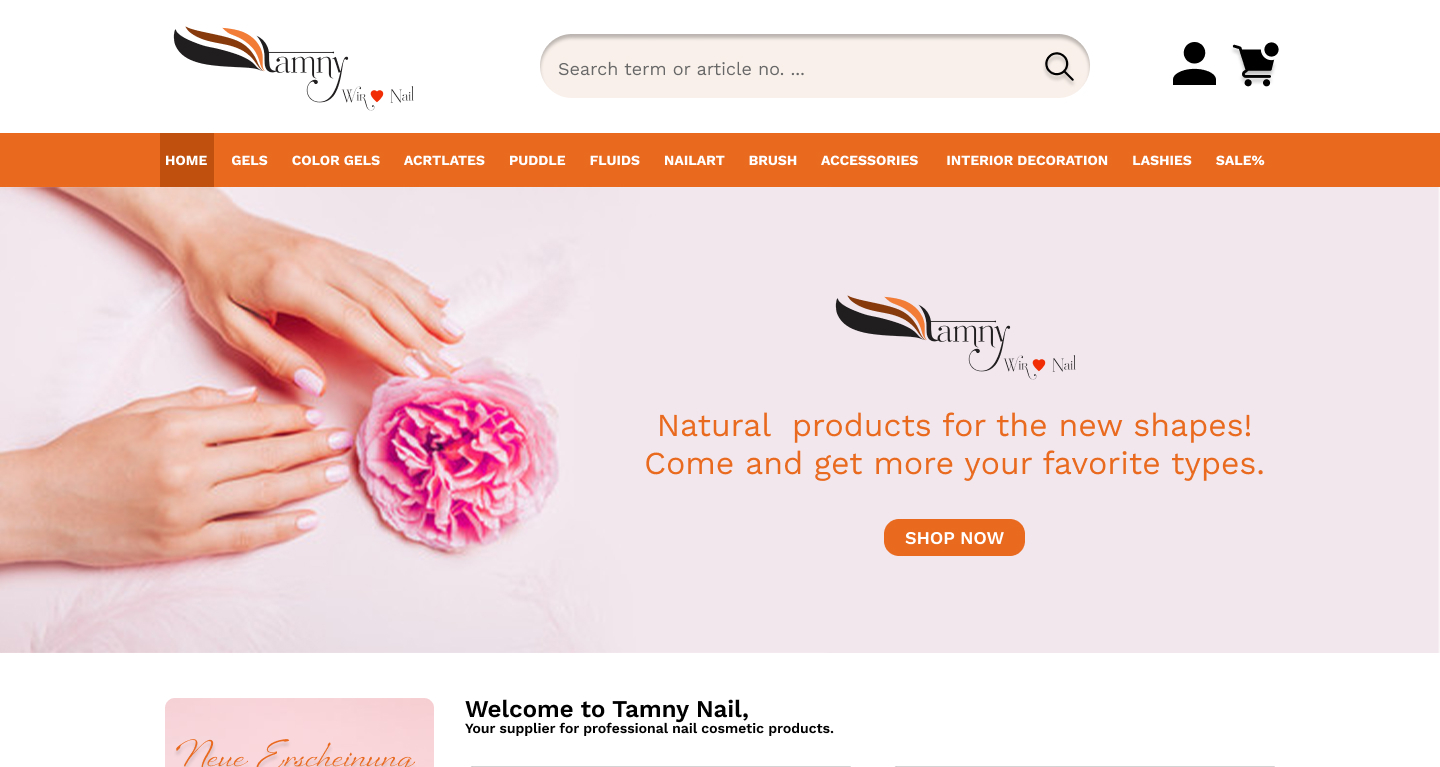 Tamny
Wir Nail
Search term or article no. ...
HOME GELS COLOR GELS ACRTLATES PUDDLE FLUIDS NAILART BRUSH ACCESSORIES INTERIOR DECORATION LASHIES SALE%
Tamny
Wir Nail
Natural products for the new shapes!
Come and get more your favorite types.
SHOP NOW
Neue Erscheinung
Welcome to Tamny Nail,
Your supplier for professional nail cosmetic products.